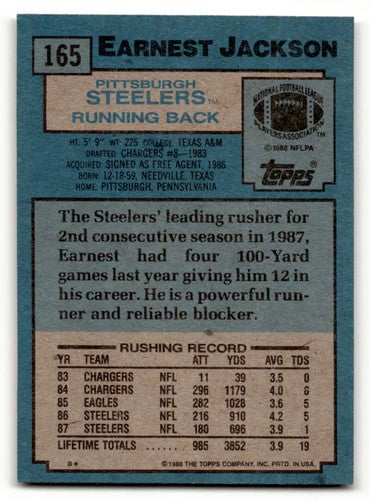 165
EARNEST JACKSON
PITTSBURGH
STEELERS™
RUNNING BACK
NATIONAL FOOTBALL LEAGUE
PLAYERS ASSOCIATION
©1988 NFLPA
Topps®
HT. 5' 9" WT. 225 COLLEGE: TEXAS A&M
DRAFTED: CHARGERS #8—1983
ACQUIRED: SIGNED AS FREE AGENT, 1986
BORN: 12-18-59, NEEDVILLE, TEXAS
HOME: PITTSBURGH, PENNSYLVANIA
The Steelers' leading rusher for
2nd consecutive season in 1987,
Earnest had four 100-Yard
games last year giving him 12 in
his career. He is a powerful run-
ner and reliable blocker.
RUSHING RECORD
YR TEAM ATT YDS AVG TDS
83 CHARGERS NFL 11 39 3.5 0
84 CHARGERS NFL 296 1179 4.0 8
85 EAGLES NFL 282 1028 3.6 5
86 STEELERS NFL 216 910 4.2 5
87 STEELERS NFL 180 696 3.9 1
LIFETIME TOTALS ...... 985 3852 3.9 19
B* © 1988 THE TOPPS COMPANY, INC. PRTD. IN U.S.A.